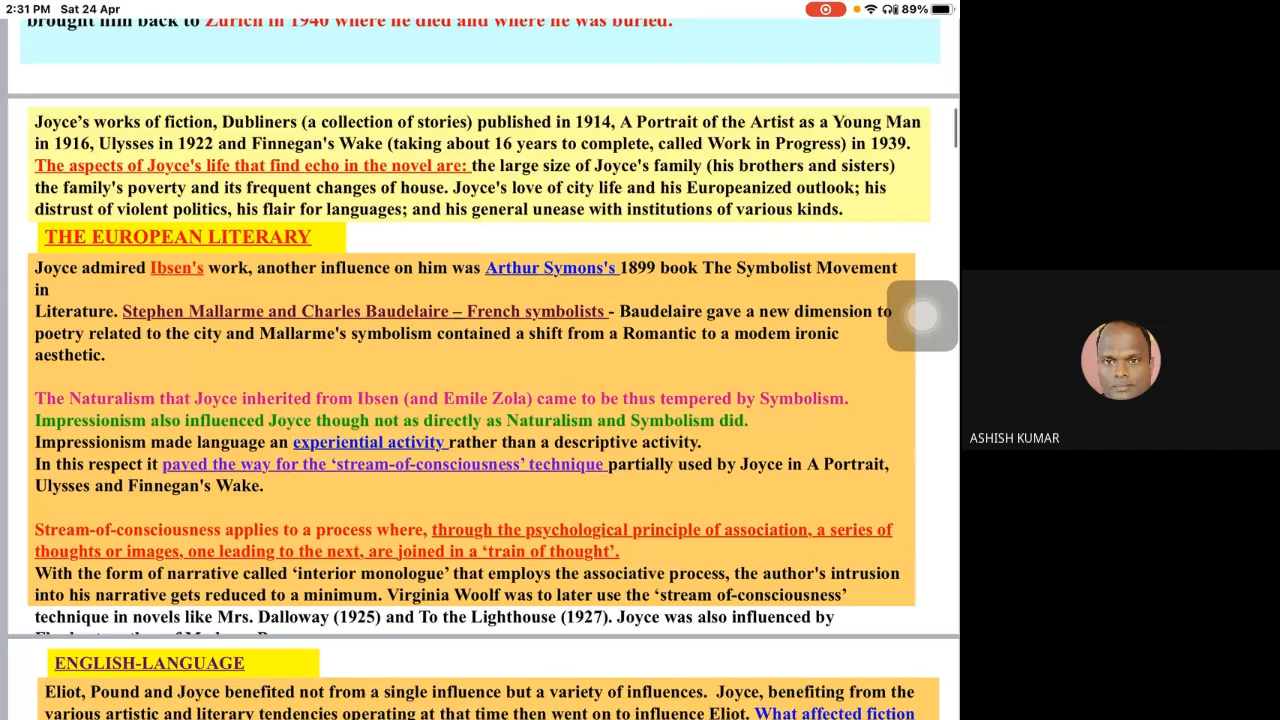 2:31 PM Sat 24 Apr
89%
brought him back to Zurich in 1940 where he died and where he was buried.
Joyce's works of fiction, Dubliners (a collection of stories) published in 1914, A Portrait of the Artist as a Young Man
in 1916, Ulysses in 1922 and Finnegan's Wake (taking about 16 years to complete, called Work in Progress) in 1939.
The aspects of Joyce's life that find echo in the novel are: the large size of Joyce's family (his brothers and sisters)
the family's poverty and its frequent changes of house. Joyce's love of city life and his Europeanized outlook; his
distrust of violent politics, his flair for languages; and his general unease with institutions of various kinds.
THE EUROPEAN LITERARY
Joyce admired Ibsen's work, another influence on him was Arthur Symons's 1899 book The Symbolist Movement
in
Literature. Stephen Mallarme and Charles Baudelaire – French symbolists - Baudelaire gave a new dimension to
poetry related to the city and Mallarme's symbolism contained a shift from a Romantic to a modem ironic
aesthetic.
The Naturalism that Joyce inherited from Ibsen (and Emile Zola) came to be thus tempered by Symbolism.
Impressionism also influenced Joyce though not as directly as Naturalism and Symbolism did.
Impressionism made language an experiential activity rather than a descriptive activity.
In this respect it paved the way for the ‘stream-of-consciousness’ technique partially used by Joyce in A Portrait,
Ulysses and Finnegan's Wake.
Stream-of-consciousness applies to a process where, through the psychological principle of association, a series of
thoughts or images, one leading to the next, are joined in a ‘train of thought’.
With the form of narrative called ‘interior monologue’ that employs the associative process, the author's intrusion
into his narrative gets reduced to a minimum. Virginia Woolf was to later use the ‘stream of-consciousness’
technique in novels like Mrs. Dalloway (1925) and To the Lighthouse (1927). Joyce was also influenced by
ENGLISH-LANGUAGE
Eliot, Pound and Joyce benefited not from a single influence but a variety of influences. Joyce, benefiting from the
various artistic and literary tendencies operating at that time then went on to influence Eliot. What affected fiction
ASHISH KUMAR